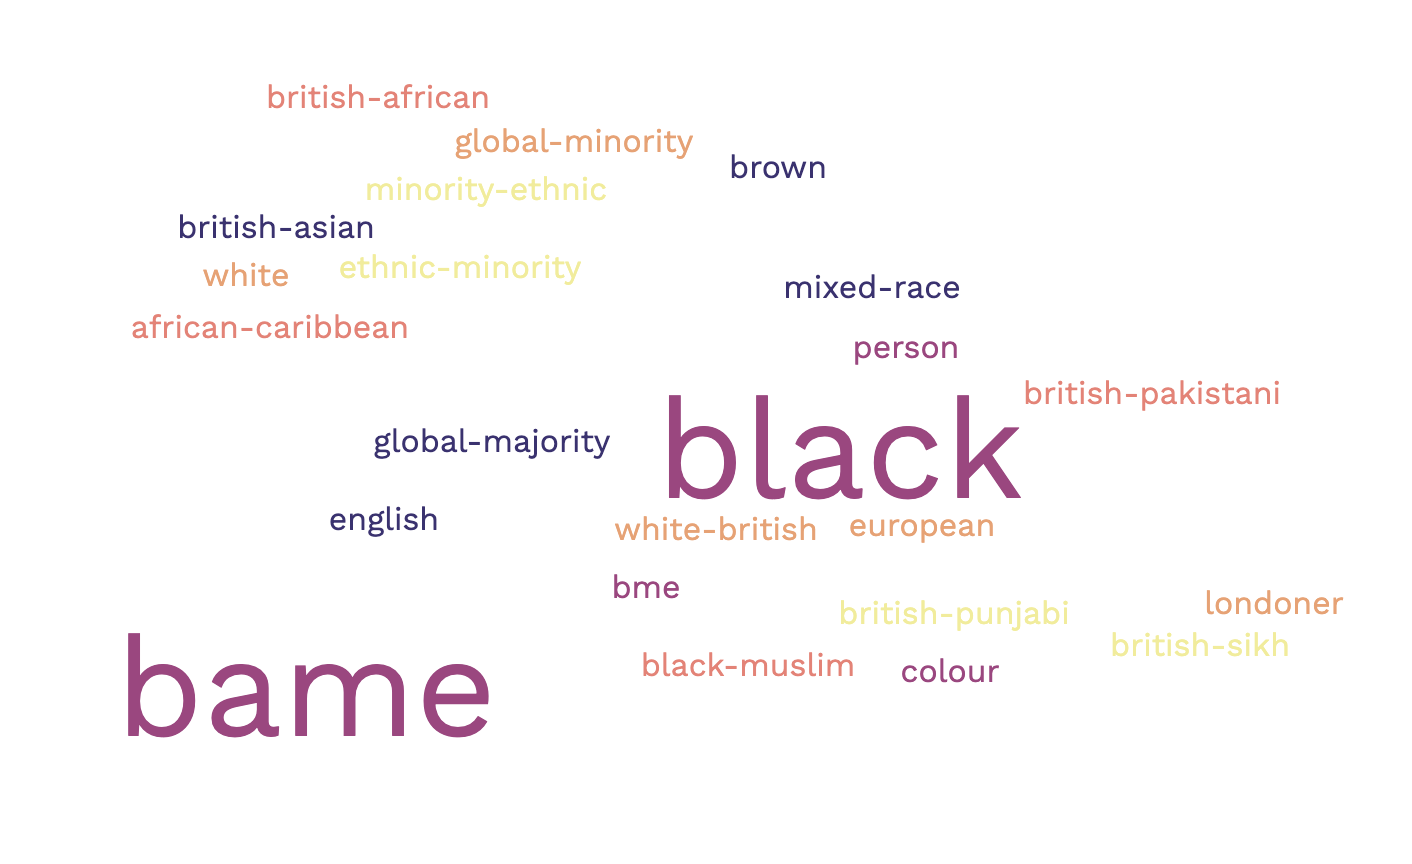 british-african
global-minority
brown
minority-ethnic
british-asian
white
ethnic-minority
mixed-race
african-caribbean
person
british-pakistani
black
global-majority
english
white-british
european
bme
british-punjabi
londoner
british-sikh
black-muslim
colour
bame